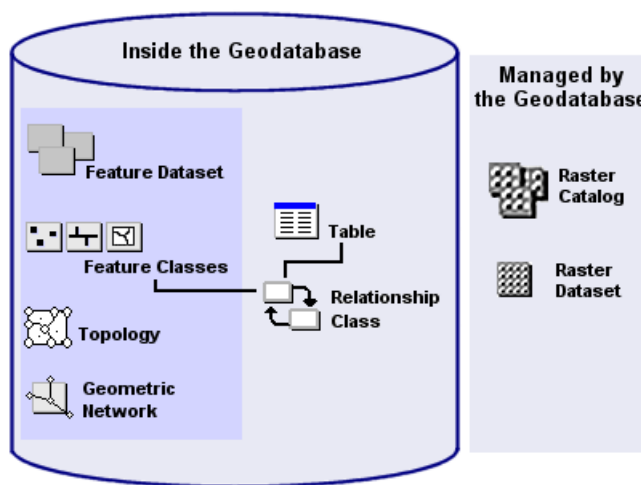 Inside the Geodatabase
Feature Dataset
Feature Classes
Topology
Geometric
Network
Table
Relationship
Class
Managed by
the Geodatabase
Raster
Catalog
Raster
Dataset